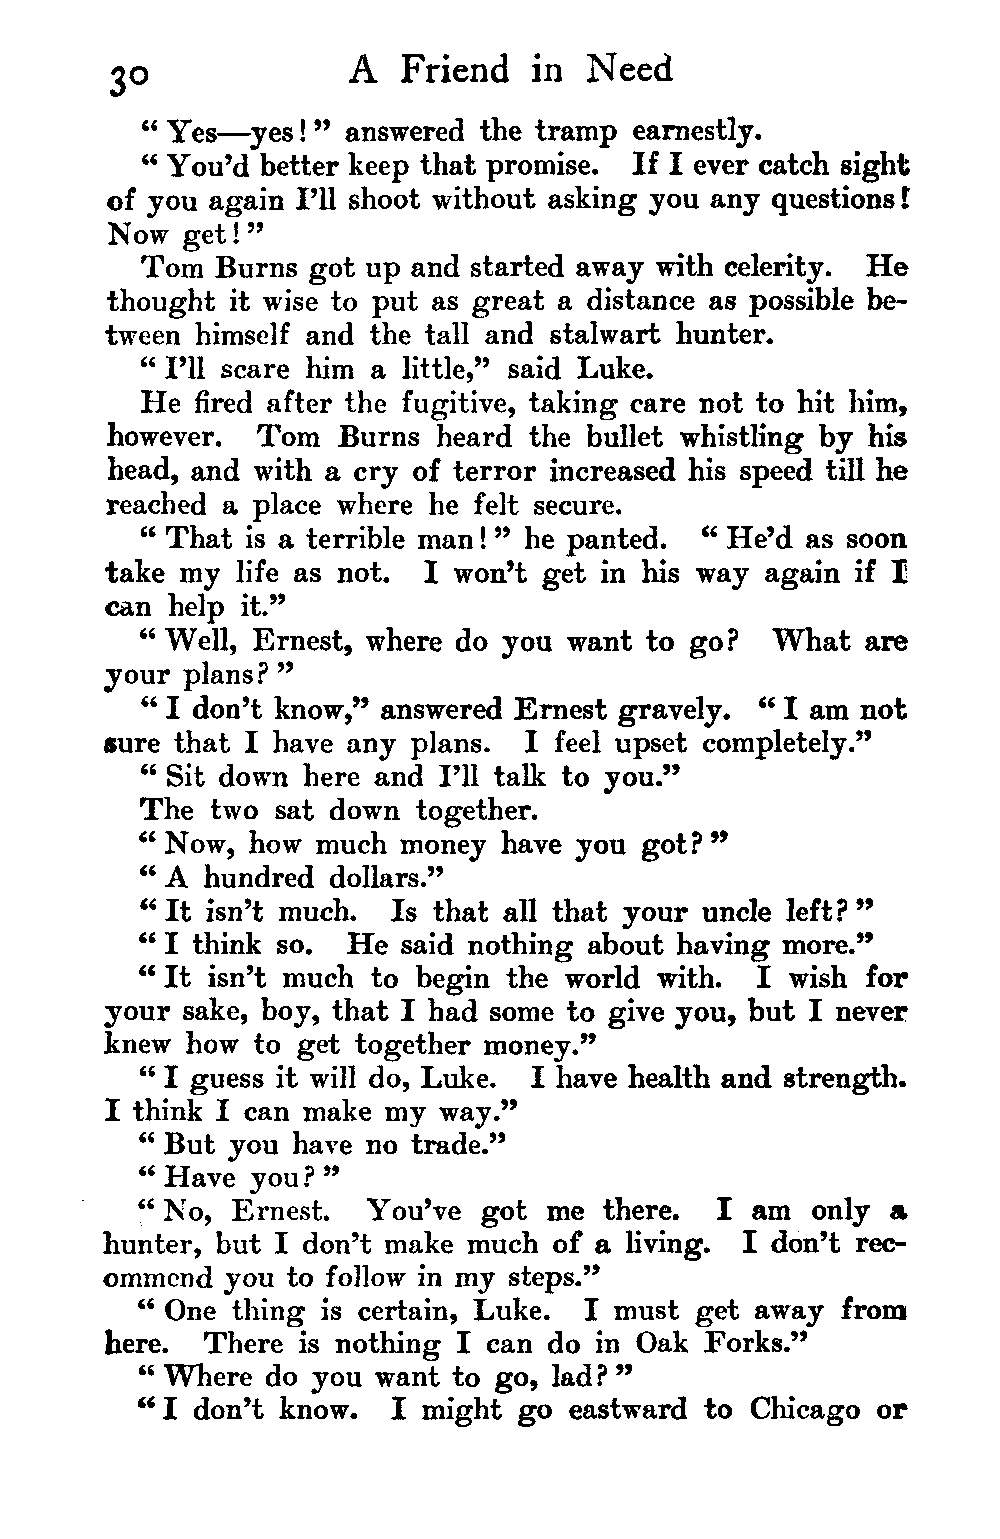 30 A Friend in Need
“ Yes—yes! ” answered the tramp earnestly.
“ You’d better keep that promise. If I ever catch sight
of you again I’ll shoot without asking you any questions!
Now get! ”
Tom Burns got up and started away with celerity. He
thought it wise to put as great a distance as possible be-
tween himself and the tall and stalwart hunter.
“ I’ll scare him a little,” said Luke.
He fired after the fugitive, taking care not to hit him,
however. Tom Burns heard the bullet whistling by his
head, and with a cry of terror increased his speed till he
reached a place where he felt secure.
“ That is a terrible man! ” he panted. “ He’d as soon
take my life as not. I won’t get in his way again if I
can help it.”
“ Well, Ernest, where do you want to go? What are
your plans? ”
“ I don’t know,” answered Ernest gravely. “ I am not
sure that I have any plans. I feel upset completely.”
“ Sit down here and I’ll talk to you.”
The two sat down together.
“ Now, how much money have you got? ”
“ A hundred dollars.”
“ It isn’t much. Is that all that your uncle left? ”
“ I think so. He said nothing about having more.”
“ It isn’t much to begin the world with. I wish for
your sake, boy, that I had some to give you, but I never
knew how to get together money.”
“ I guess it will do, Luke. I have health and strength.
I think I can make my way.”
“ But you have no trade.”
“ Have you? ”
“ No, Ernest. You’ve got me there. I am only a
hunter, but I don’t make much of a living. I don’t rec-
ommend you to follow in my steps.”
“ One thing is certain, Luke. I must get away from
here. There is nothing I can do in Oak Forks.”
“ Where do you want to go, lad? ”
“ I don’t know. I might go eastward to Chicago or